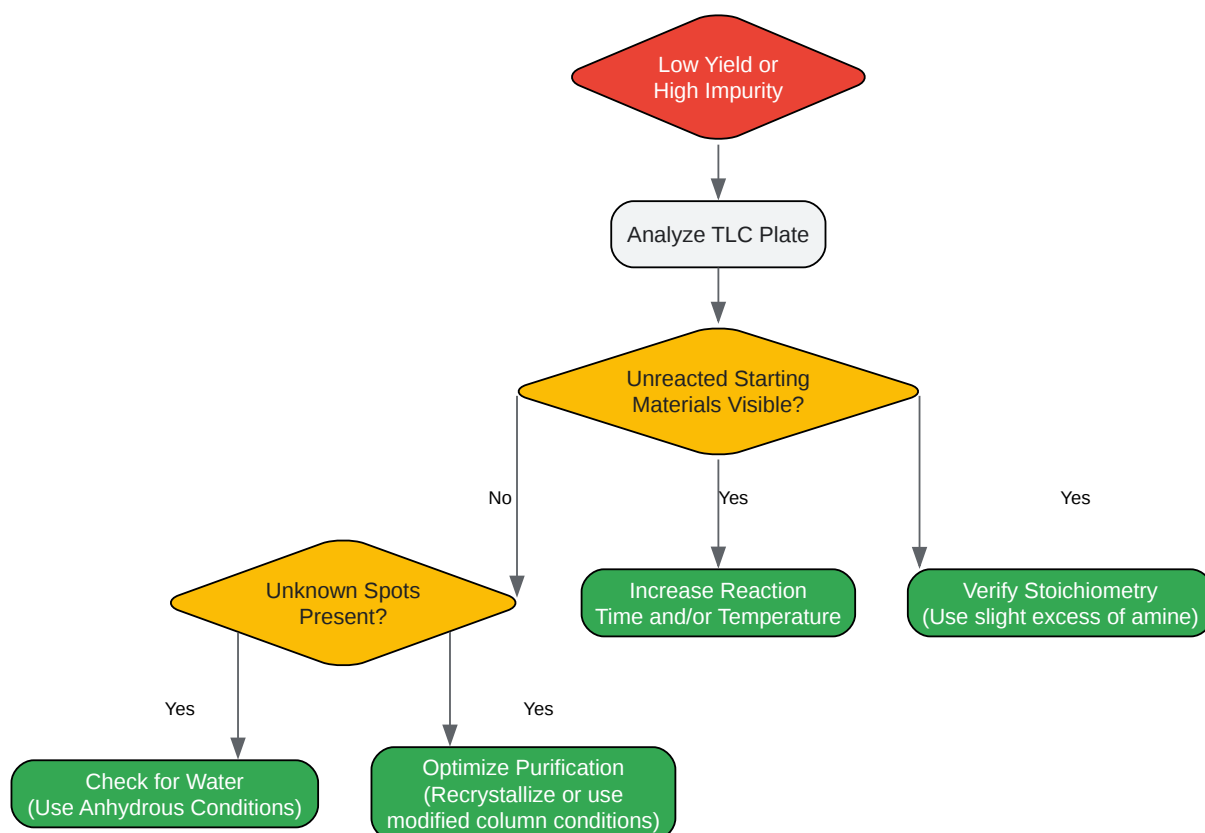 Low Yield or
High Impurity
Analyze TLC Plate
Unreacted Starting
Materials Visible?
No
Yes
Yes
Unknown Spots
Present?
Increase Reaction
Time and/or Temperature
Verify Stoichiometry
(Use slight excess of amine)
Yes
Yes
Check for Water
(Use Anhydrous Conditions)
Optimize Purification
(Recrystallize or use
modified column conditions)